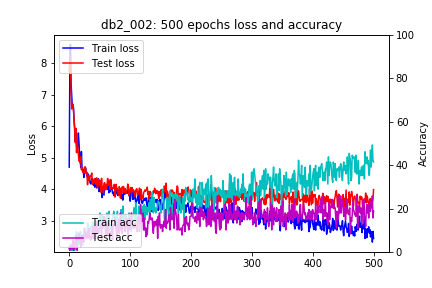 db2_002: 500 epochs loss and accuracy
Train loss
Test loss
Train acc
Test acc
Loss
8
7
6
5
4
3
Accuracy
100
80
60
40
20
0
0
100
200
300
400
500